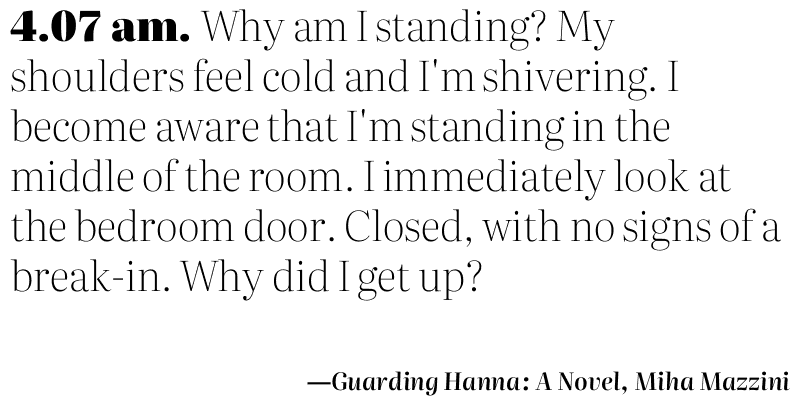 4.07 am. Why am I standing? My
shoulders feel cold and I'm shivering. I
become aware that I'm standing in the
middle of the room. I immediately look at
the bedroom door. Closed, with no signs of a
break-in. Why did I get up?
—Guarding Hanna: A Novel, Miha Mazzini